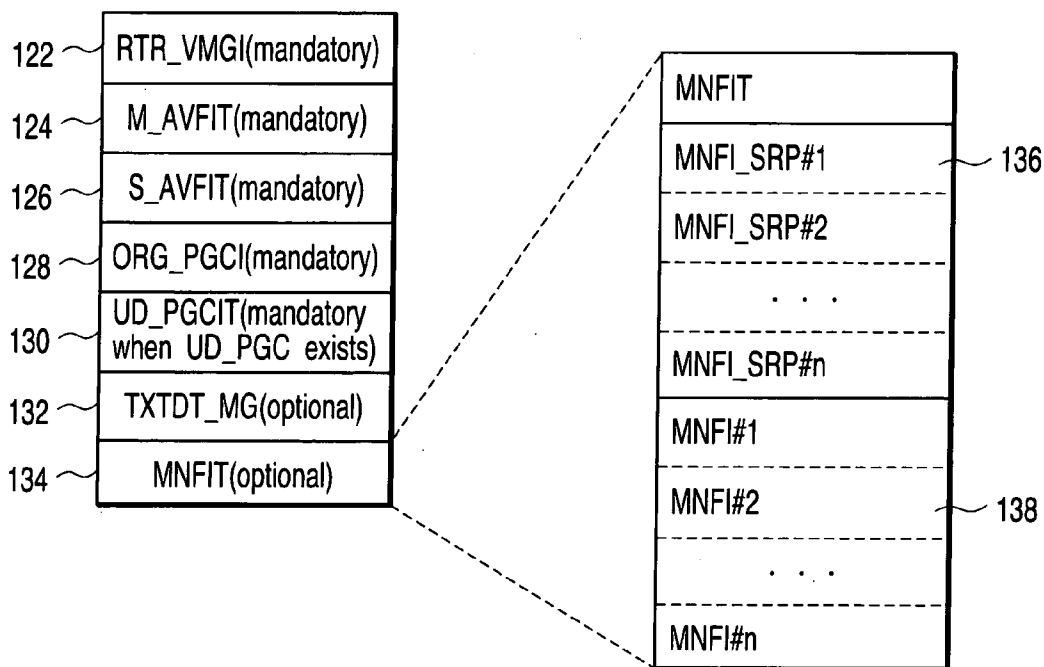 122 RTR_VMGI(mandatory)
124 M_AVFIT(mandatory)
126 S_AVFIT(mandatory)
128 ORG_PGCI(mandatory)
130 UD_PGCIT(mandatory
when UD_PGC exists)
132 TXTDT_MG(optional)
134 MNFIT(optional)
MNFIT
MNFI_SRP#1 136
MNFI_SRP#2
. . .
MNFI_SRP#n
MNFI#1
MNFI#2 138
. . .
MNFI#n